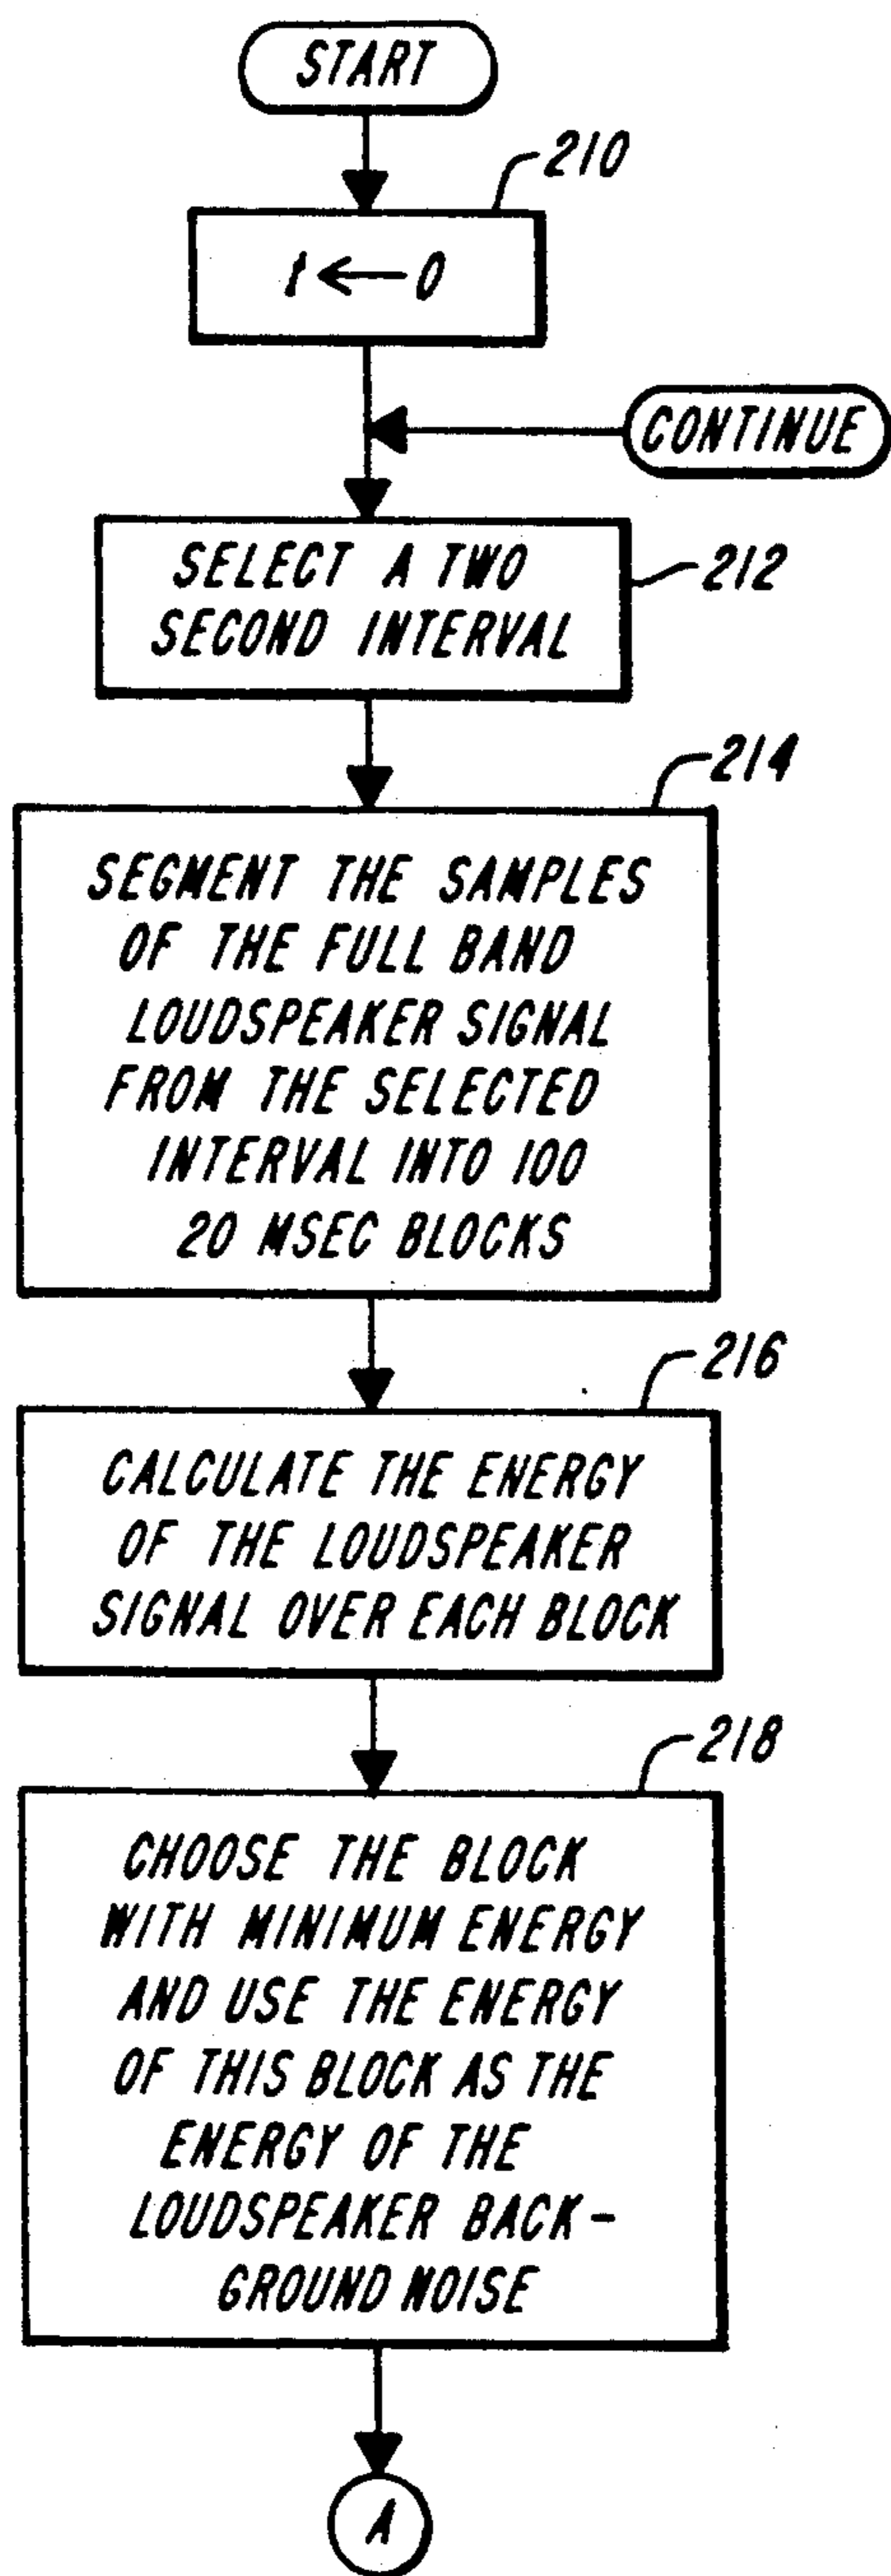 START
210
1 ← 0
CONTINUE
SELECT A TWO
SECOND INTERVAL
212
214
SEGMENT THE SAMPLES
OF THE FULL BAND
LOUDSPEAKER SIGNAL
FROM THE SELECTED
INTERVAL INTO 100
20 MSEC BLOCKS
216
CALCULATE THE ENERGY
OF THE LOUDSPEAKER
SIGNAL OVER EACH BLOCK
218
CHOOSE THE BLOCK
WITH MINIMUM ENERGY
AND USE THE ENERGY
OF THIS BLOCK AS THE
ENERGY OF THE
LOUDSPEAKER BACK-
GROUND NOISE
A